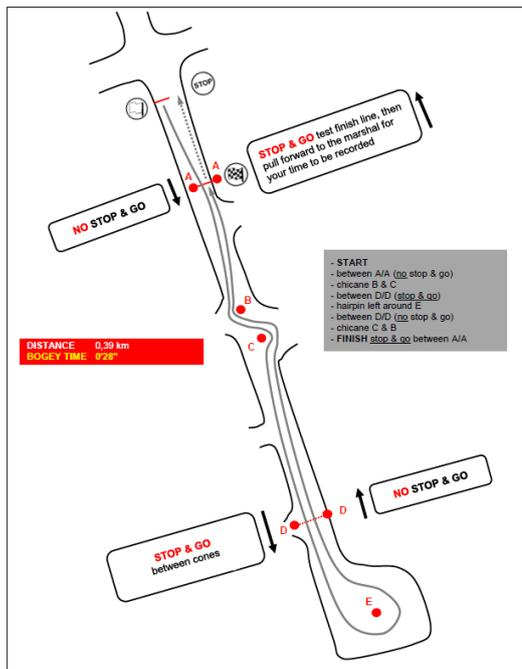 STOP
STOP & GO test finish line, then
pull forward to the marshal for
your time to be recorded
A
A
NO STOP & GO
- START
- between A/A (no stop & go)
- chicane B & C
- between D/D (stop & go)
- hairpin left around E
- between D/D (no stop & go)
- chicane C & B
- FINISH stop & go between A/A
B
C
DISTANCE 0,39 km
BOGEY TIME 0'28"
NO STOP & GO
D
D
STOP & GO
between cones
E